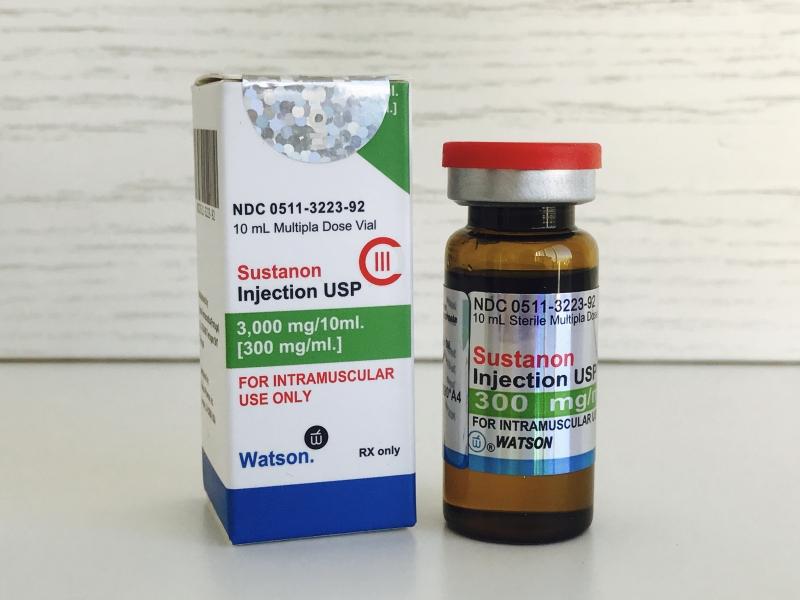 NDC 0511-3223-92
10 mL Multipla Dose Vial
III
Sustanon
Injection USP
3,000 mg/10ml.
[300 mg/ml.]
FOR INTRAMUSCULAR
USE ONLY
Watson.
RX only
NDC 0511-3223-92
10 mL Sterile Multipla Dose
Sustanon
Injection USP
300 mg/
FOR INTRAMUSCULAR
® WATSON